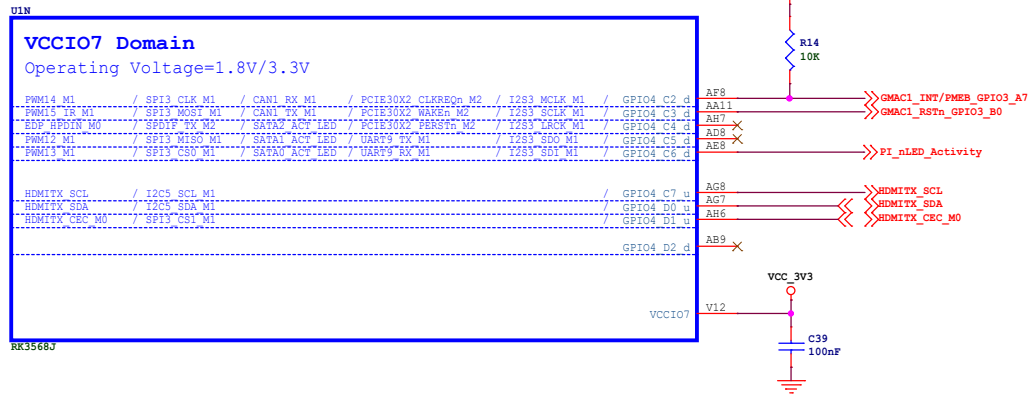 U1N
VCCIO7 Domain
Operating Voltage=1.8V/3.3V
R14
10K
PWM14_M1 / SPI3_CLK_M1 / CAN1_RX_M1 / PCIE30X2_CLKREQn_M2 / I2S3_MCLK_M1 / GPIO4_C2_d AF8 GMAC1_INT/PMEB_GPIO3_A7
PWM15_IR_M1 / SPI3_MOSI_M1 / CAN1_TX_M1 / PCIE30X2_WAKEn_M2 / I2S3_SCLK_M1 / GPIO4_C3_d AA11 GMAC1_RSTn_GPIO3_B0
EDP_HPDIN_M0 / SPDIF_TX_M2 / SATA2_ACT_LED / PCIE30X2_PERSTn_M2 / I2S3_LRCK_M1 / GPIO4_C4_d AH7
PWM12_M1 / SPI3_MISO_M1 / SATA1_ACT_LED / UART9_TX_M1 / I2S3_SDO_M1 / GPIO4_C5_d AD8
PWM13_M1 / SPI3_CS0_M1 / SATA0_ACT_LED / UART9_RX_M1 / I2S3_SDI_M1 / GPIO4_C6_d AE8 PI_nLED_Activity
HDMITX_SCL / I2C5_SCL_M1 / GPIO4_C7_u AG8 HDMITX_SCL
HDMITX_SDA / I2C5_SDA_M1 / GPIO4_D0_u AG7 HDMITX_SDA
HDMITX_CEC_M0 / SPI3_CS1_M1 / GPIO4_D1_u AH6 HDMITX_CEC_M0
GPIO4_D2_d AB9
VCC_3V3
VCCIO7 V12
RK3568J
C39
100nF